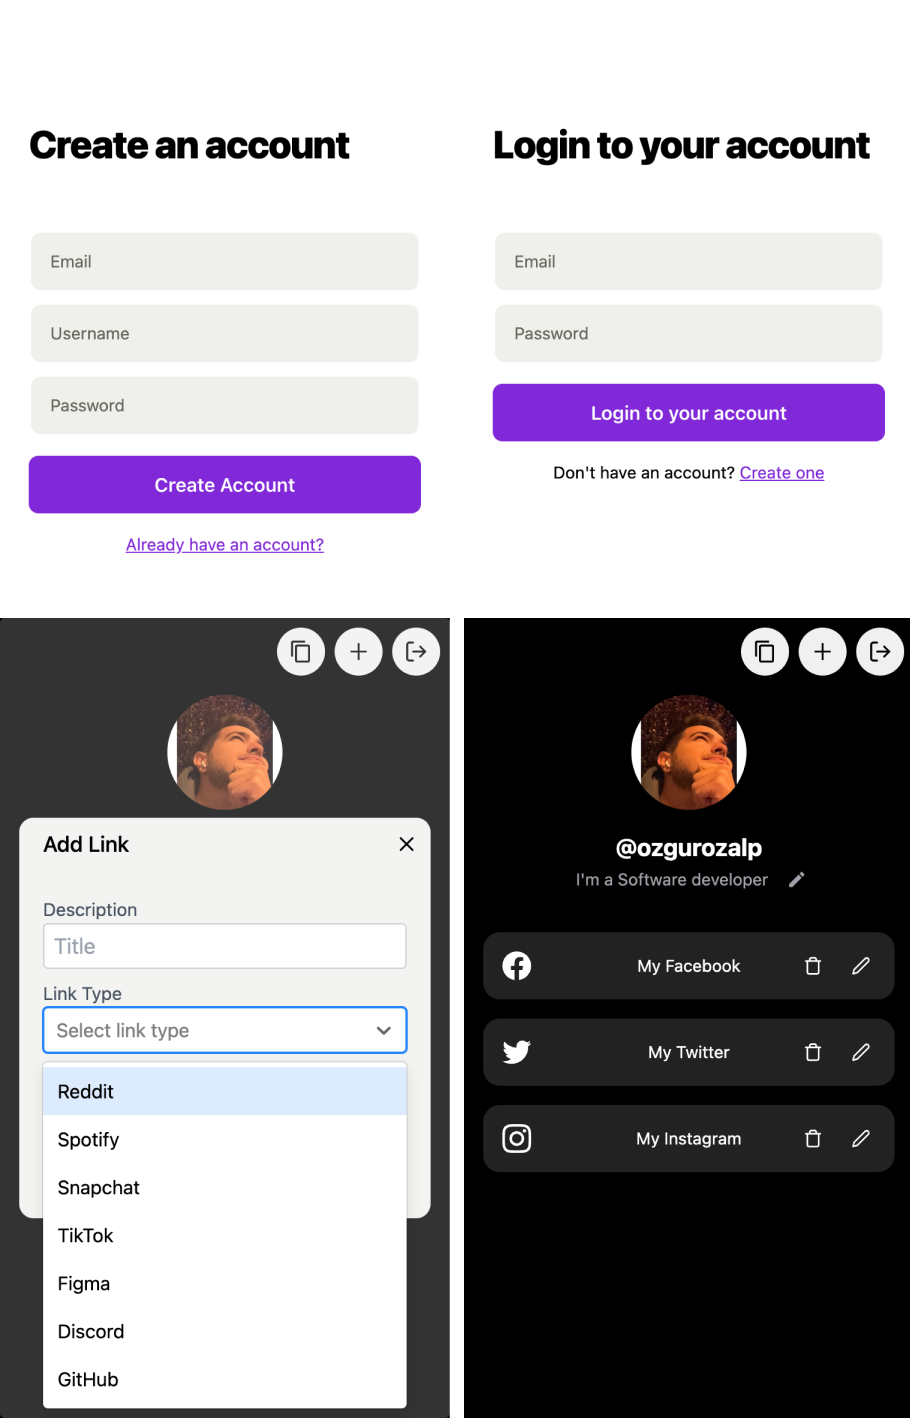 Create an account
Email
Username
Password
Create Account
Already have an account?
Login to your account
Email
Password
Login to your account
Don't have an account? Create one
Add Link
Description
Title
Link Type
Select link type
Reddit
Spotify
Snapchat
TikTok
Figma
Discord
GitHub
@ozgurozalp
I'm a Software developer
My Facebook
My Twitter
My Instagram